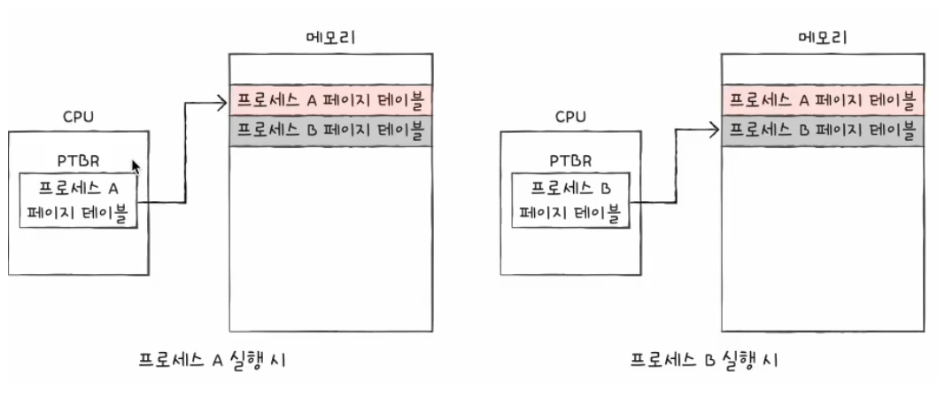 메모리
프로세스 A 페이지 테이블
프로세스 B 페이지 테이블
CPU
PTBR
프로세스 A
페이지 테이블
프로세스 A 실행 시
메모리
프로세스 A 페이지 테이블
프로세스 B 페이지 테이블
CPU
PTBR
프로세스 B
페이지 테이블
프로세스 B 실행 시